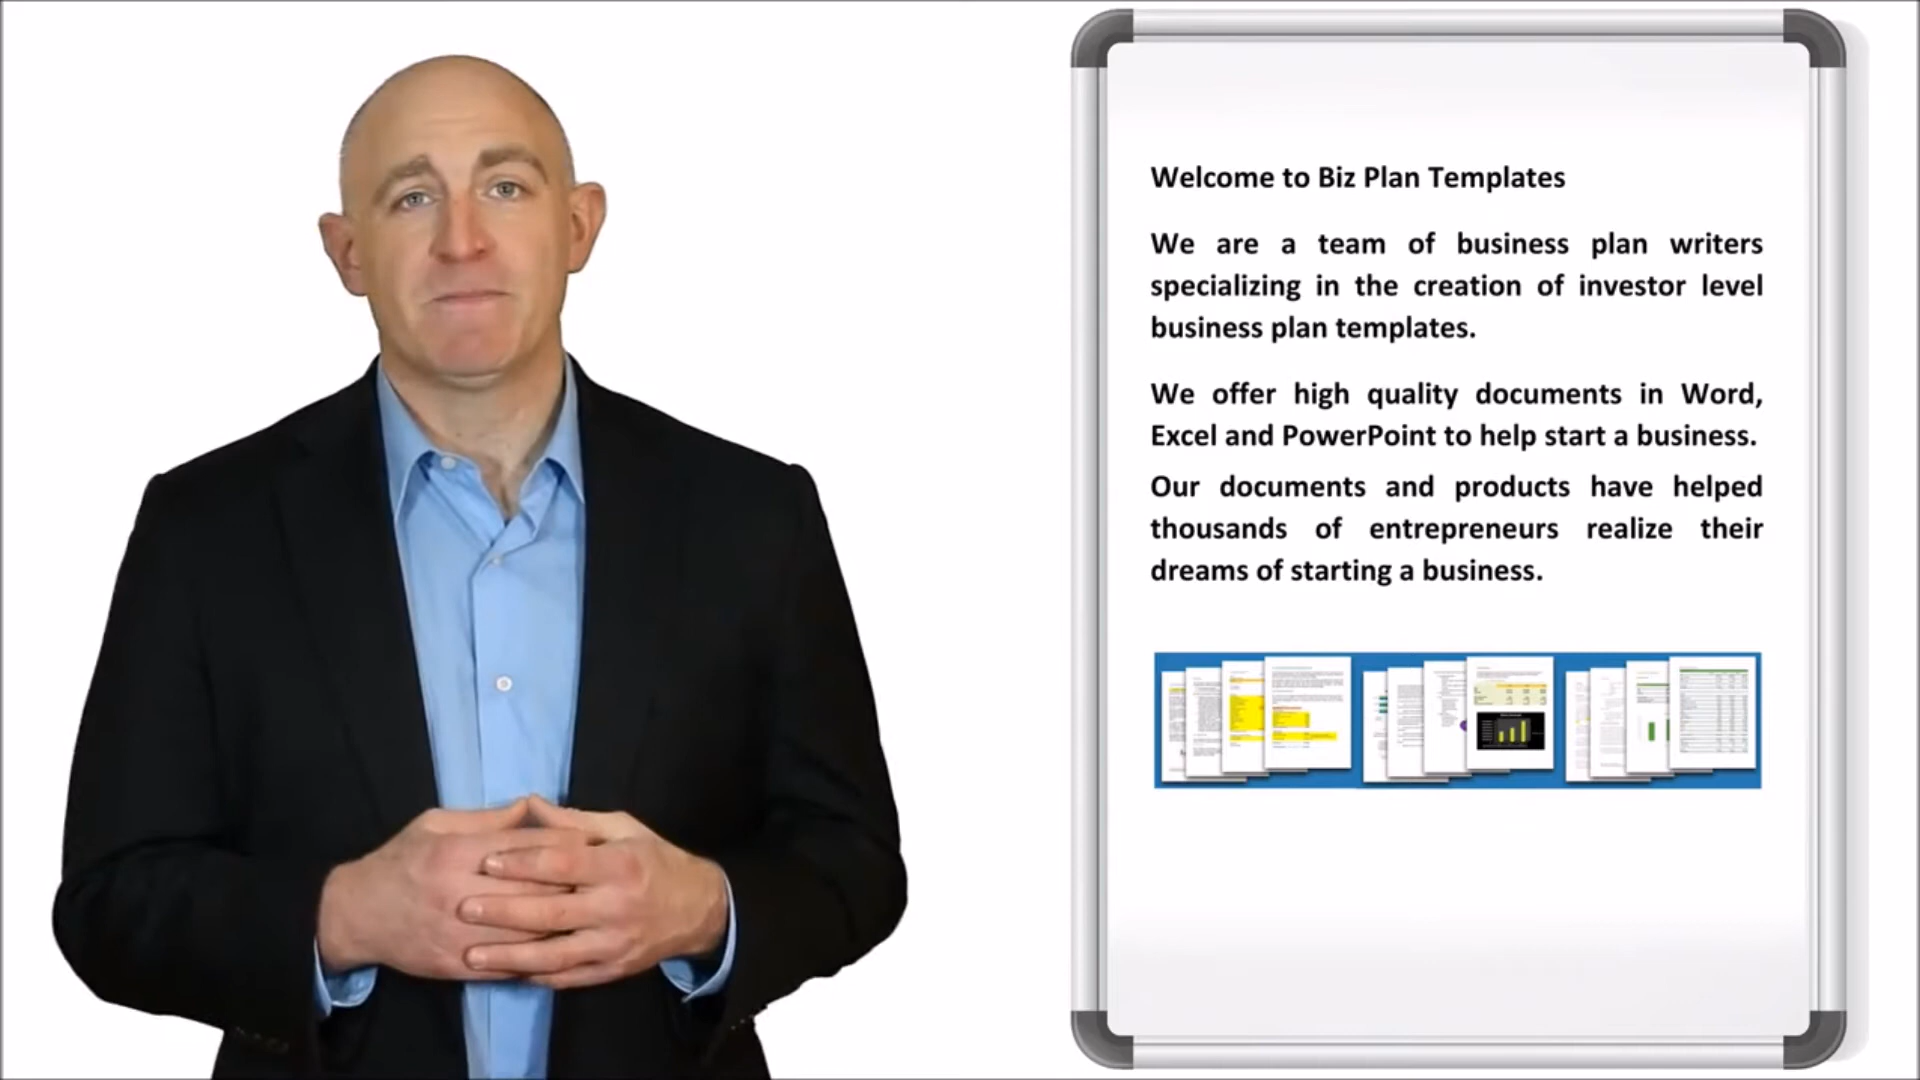 Welcome to Biz Plan Templates
We are a team of business plan writers
specializing in the creation of investor level
business plan templates.
We offer high quality documents in Word,
Excel and PowerPoint to help start a business.
Our documents and products have helped
thousands of entrepreneurs realize their
dreams of starting a business.